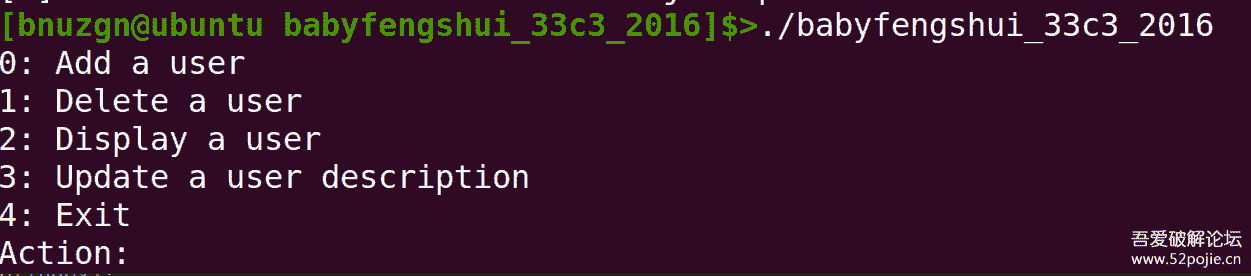 [bnuzgn@ubuntu babyfengshui_33c3_2016]$>./babyfengshui_33c3_2016
0: Add a user
1: Delete a user
2: Display a user
3: Update a user description
4: Exit
Action:
吾爱破解论坛
www.52pojie.cn